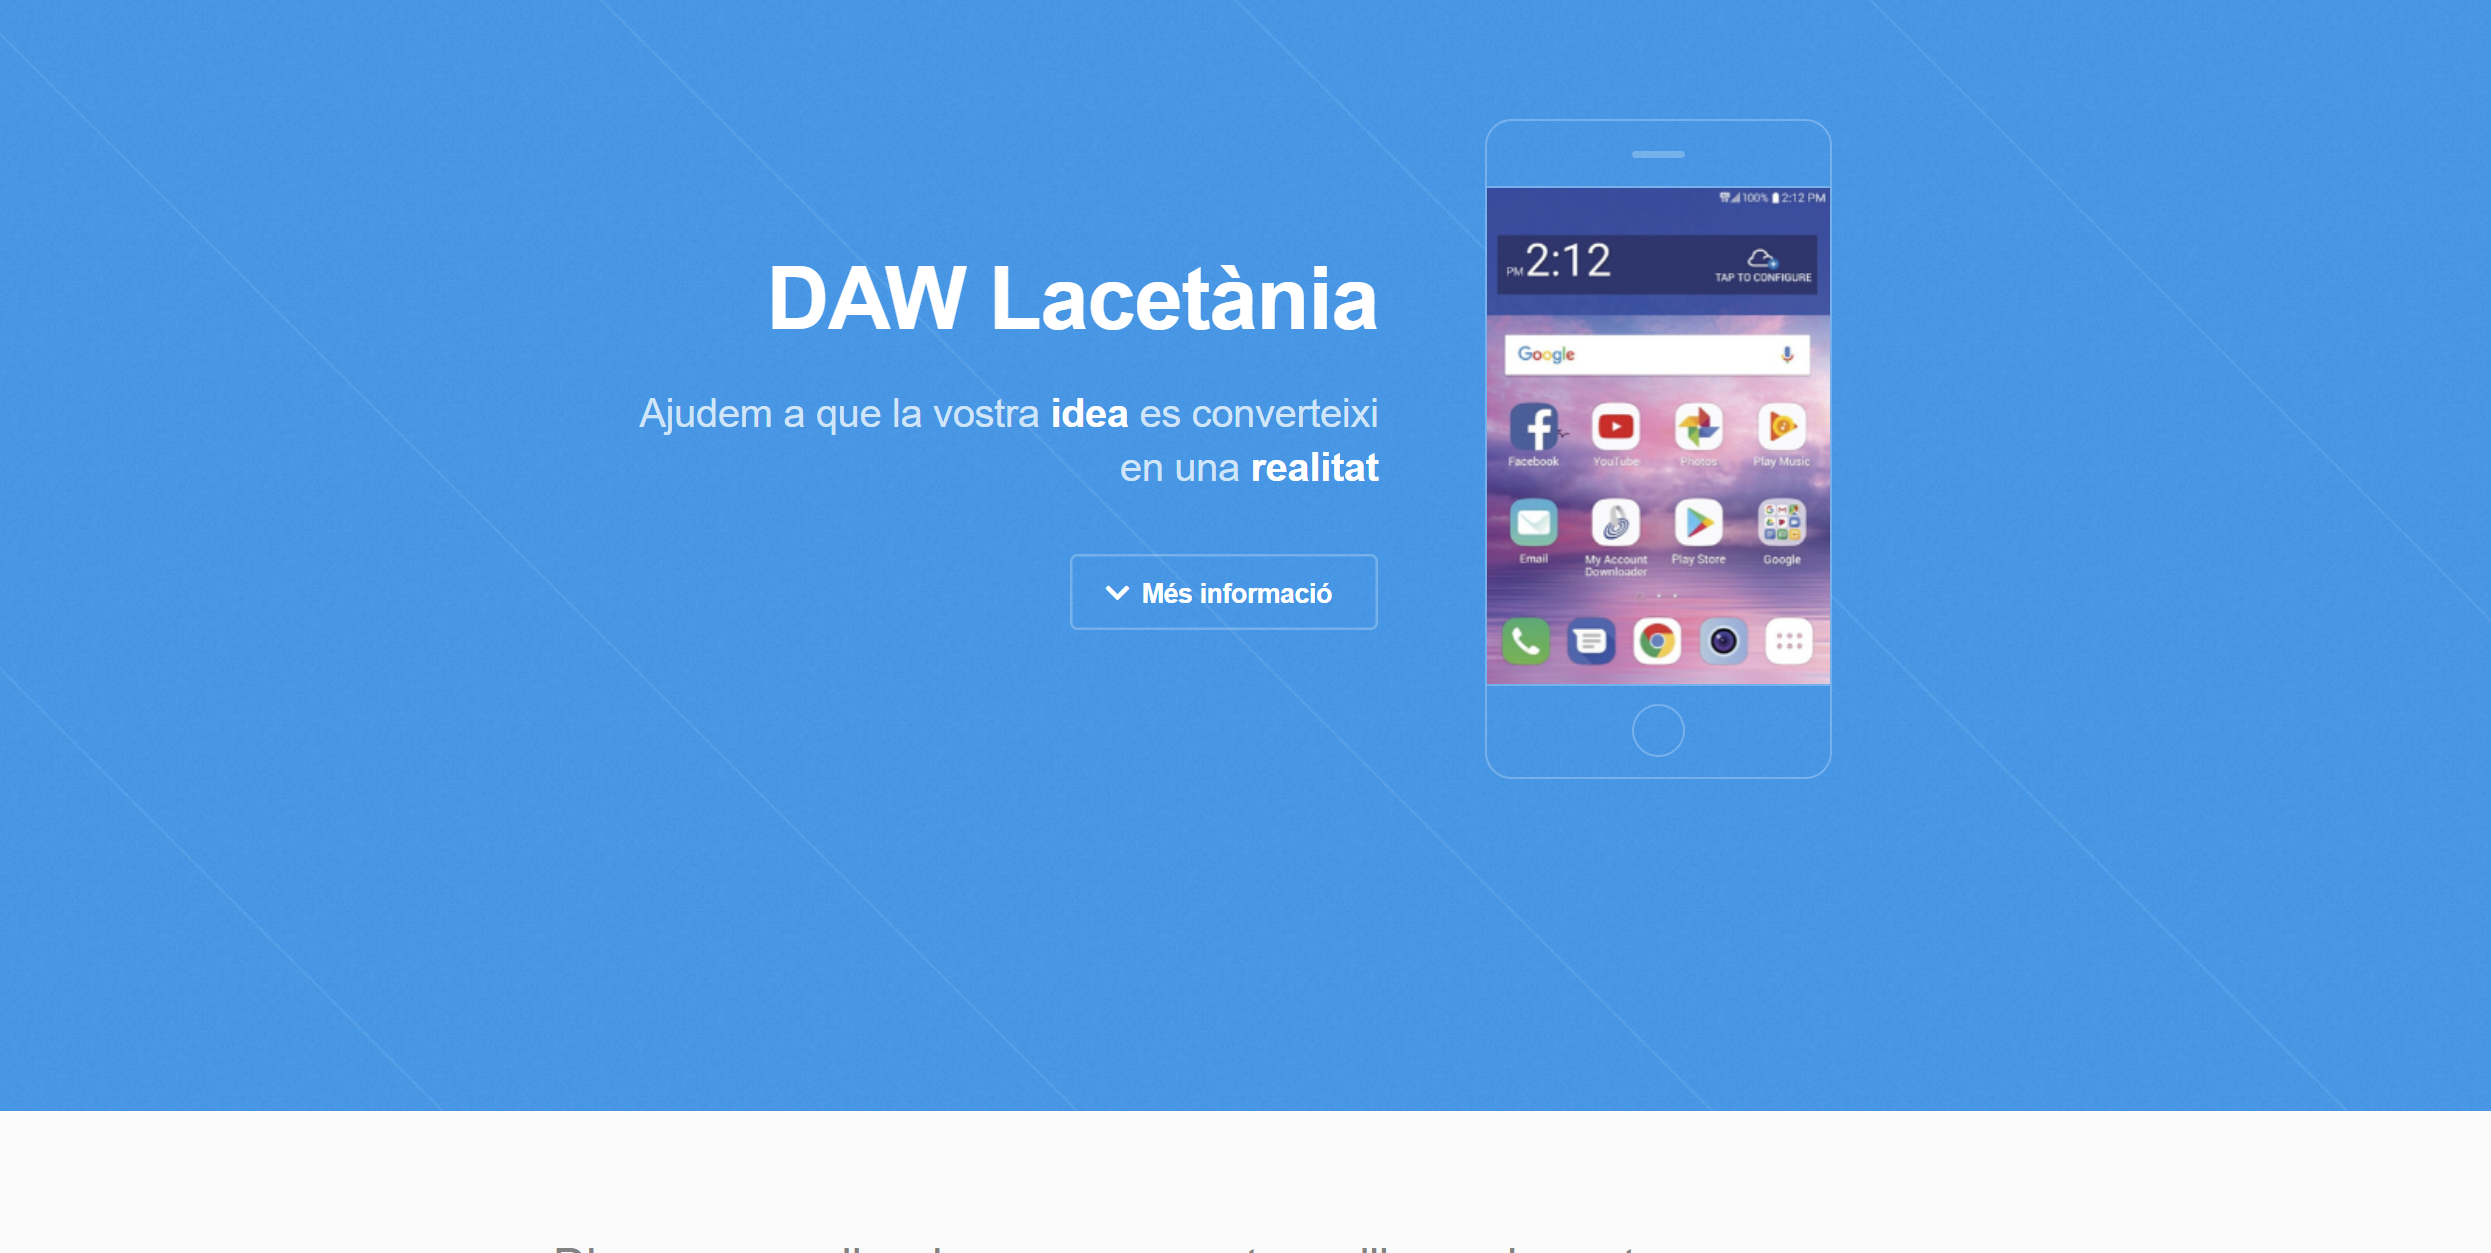 DAW Lacetània
Ajudem a que la vostra idea es converteixi
en una realitat
Més informació
100% 2:12 PM
PM 2:12
TAP TO CONFIGURE
Google
Facebook YouTube Photos Play Music
Email My Account Downloader Play Store Google